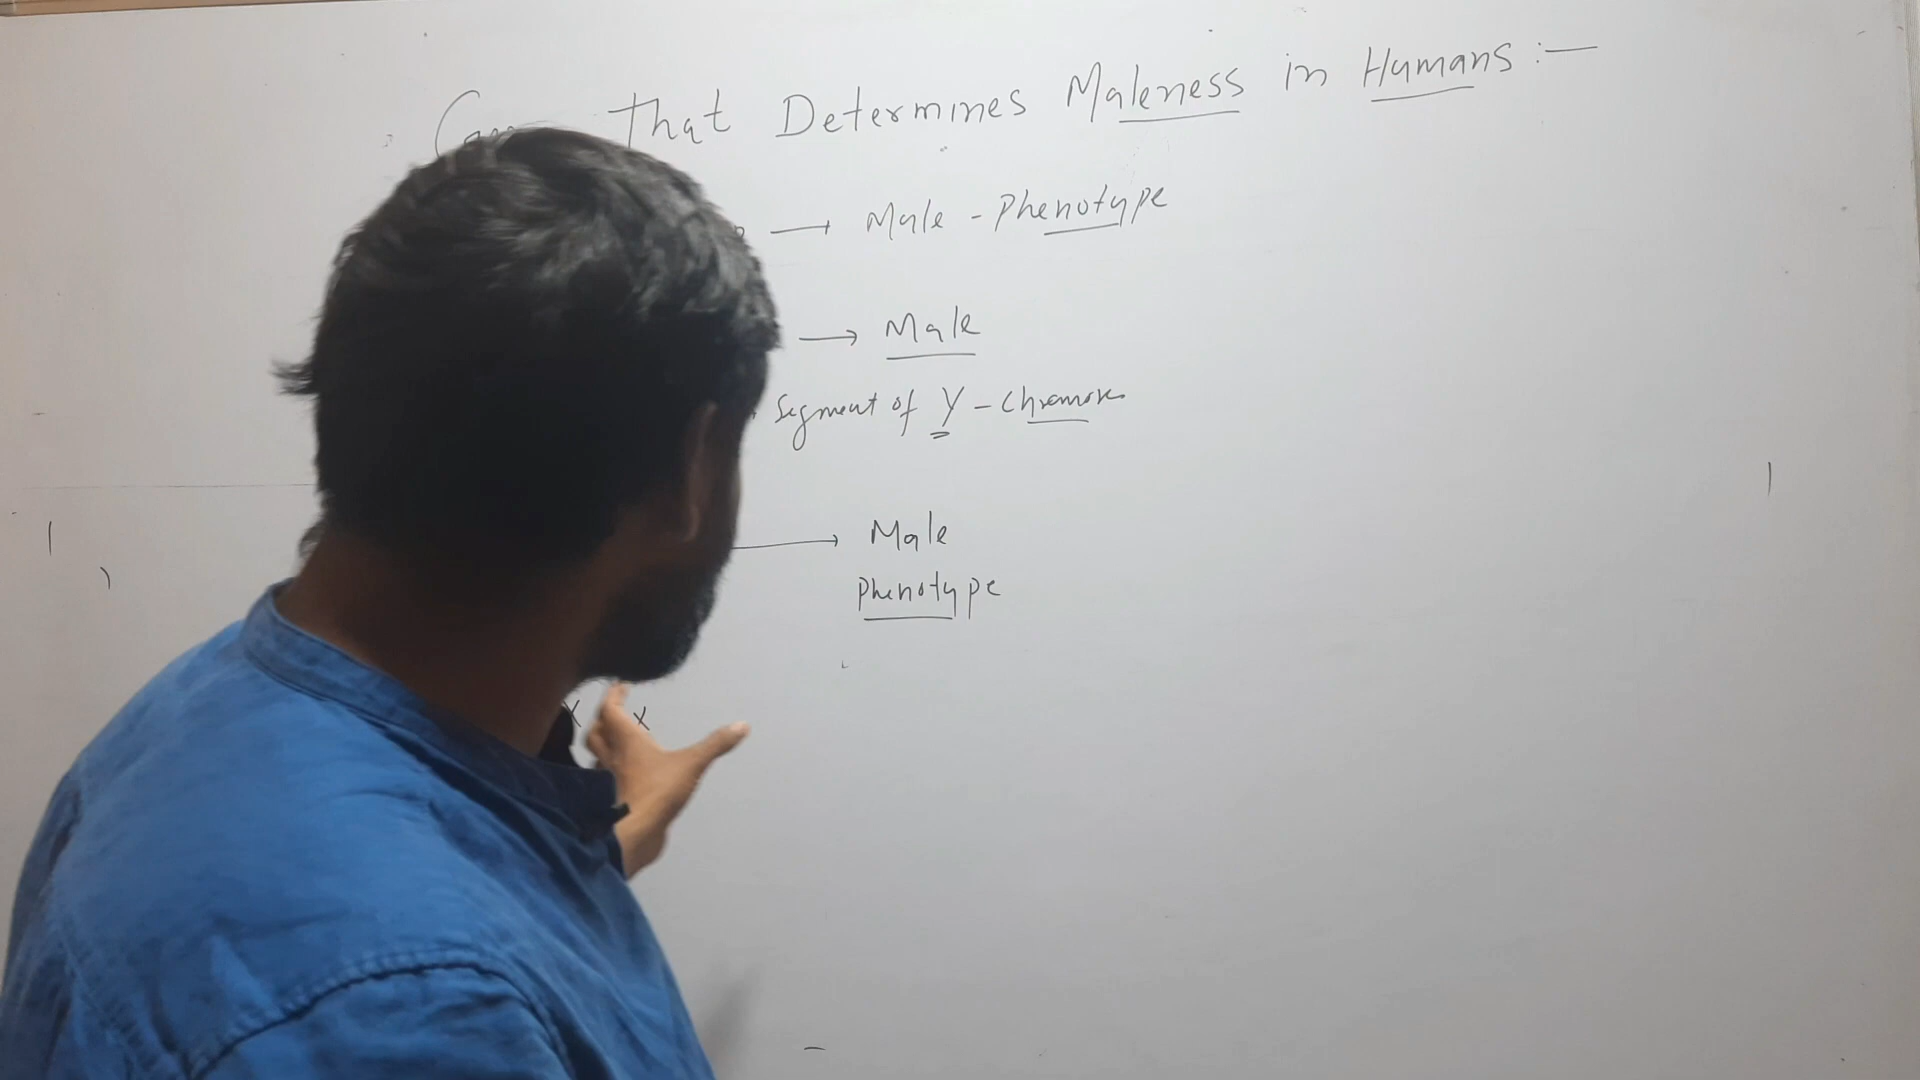 That Determines Maleness in Humans :—
→ Male - Phenotype
→ Male
Segment of Y - Chromoso
→ Male
Phenotype
X X